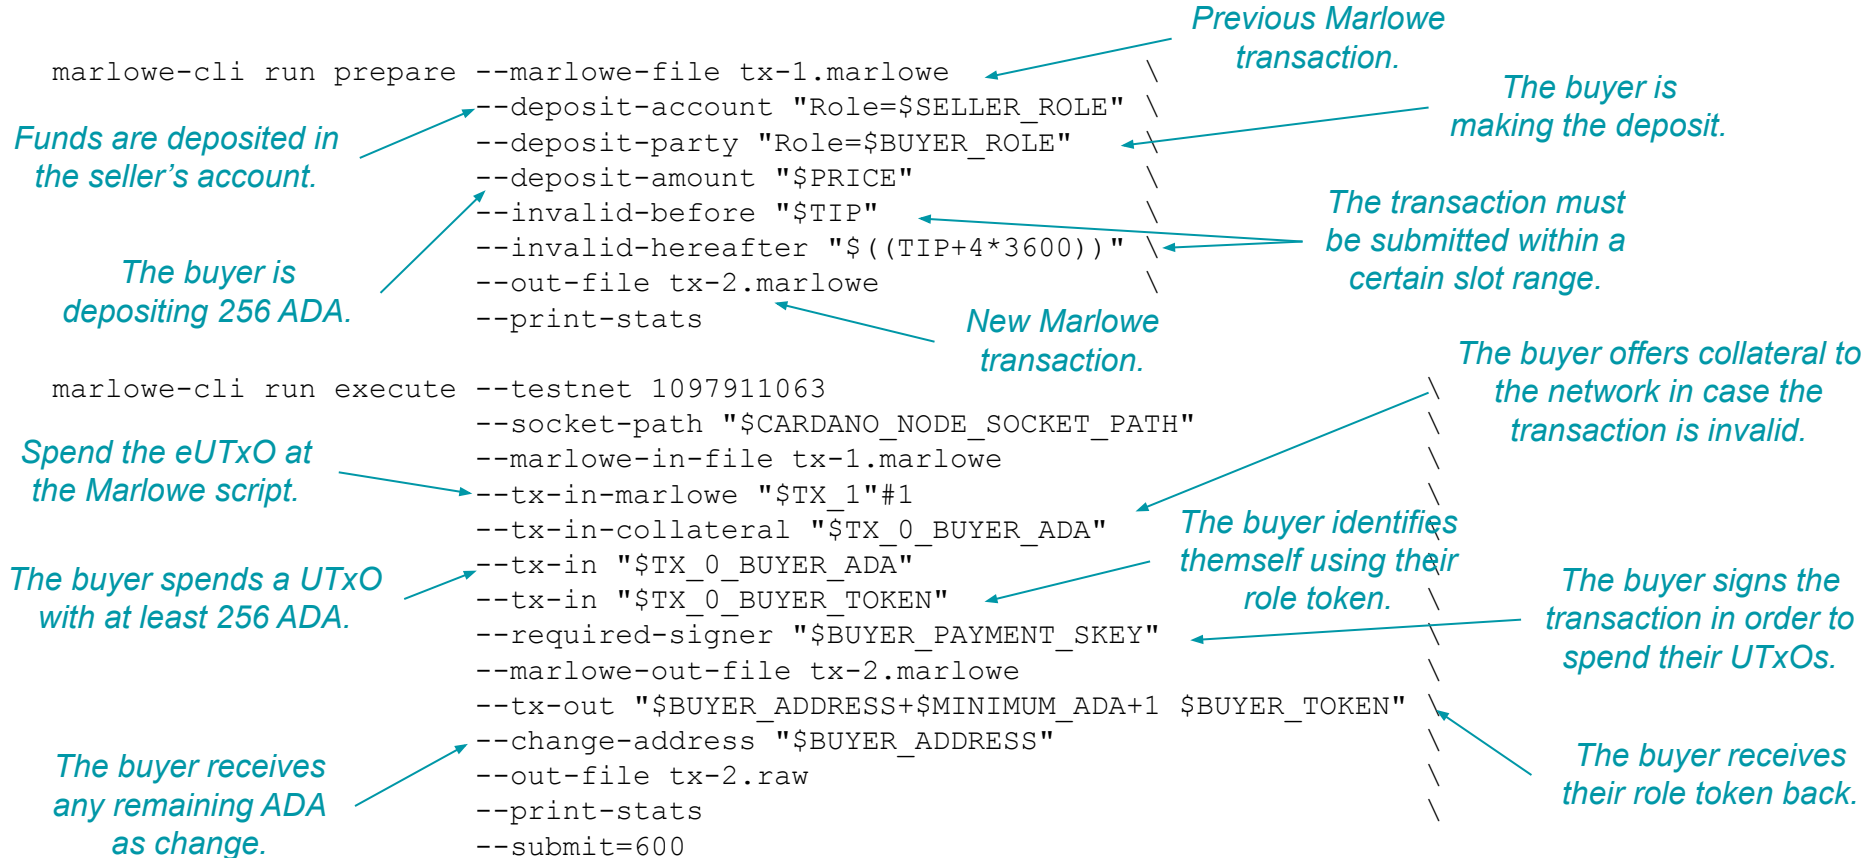 Previous Marlowe
transaction.
marlowe-cli run prepare --marlowe-file tx-1.marlowe \
--deposit-account "Role=$SELLER_ROLE" \
--deposit-party "Role=$BUYER_ROLE" \
--deposit-amount "$PRICE" \
--invalid-before "$TIP" \
--invalid-hereafter "$((TIP+4*3600))" \
--out-file tx-2.marlowe \
--print-stats
Funds are deposited in
the seller’s account.
The buyer is
making the deposit.
The buyer is
depositing 256 ADA.
The transaction must
be submitted within a
certain slot range.
New Marlowe
transaction.
marlowe-cli run execute --testnet 1097911063 \
--socket-path "$CARDANO_NODE_SOCKET_PATH" \
--marlowe-in-file tx-1.marlowe \
--tx-in-marlowe "$TX_1"#1 \
--tx-in-collateral "$TX_0_BUYER_ADA" \
--tx-in "$TX_0_BUYER_ADA" \
--tx-in "$TX_0_BUYER_TOKEN" \
--required-signer "$BUYER_PAYMENT_SKEY" \
--marlowe-out-file tx-2.marlowe \
--tx-out "$BUYER_ADDRESS+$MINIMUM_ADA+1 $BUYER_TOKEN" \
--change-address "$BUYER_ADDRESS" \
--out-file tx-2.raw \
--print-stats \
--submit=600
The buyer offers collateral to
the network in case the
transaction is invalid.
Spend the eUTxO at
the Marlowe script.
The buyer identifies
themself using their
role token.
The buyer spends a UTxO
with at least 256 ADA.
The buyer signs the
transaction in order to
spend their UTxOs.
The buyer receives
any remaining ADA
as change.
The buyer receives
their role token back.